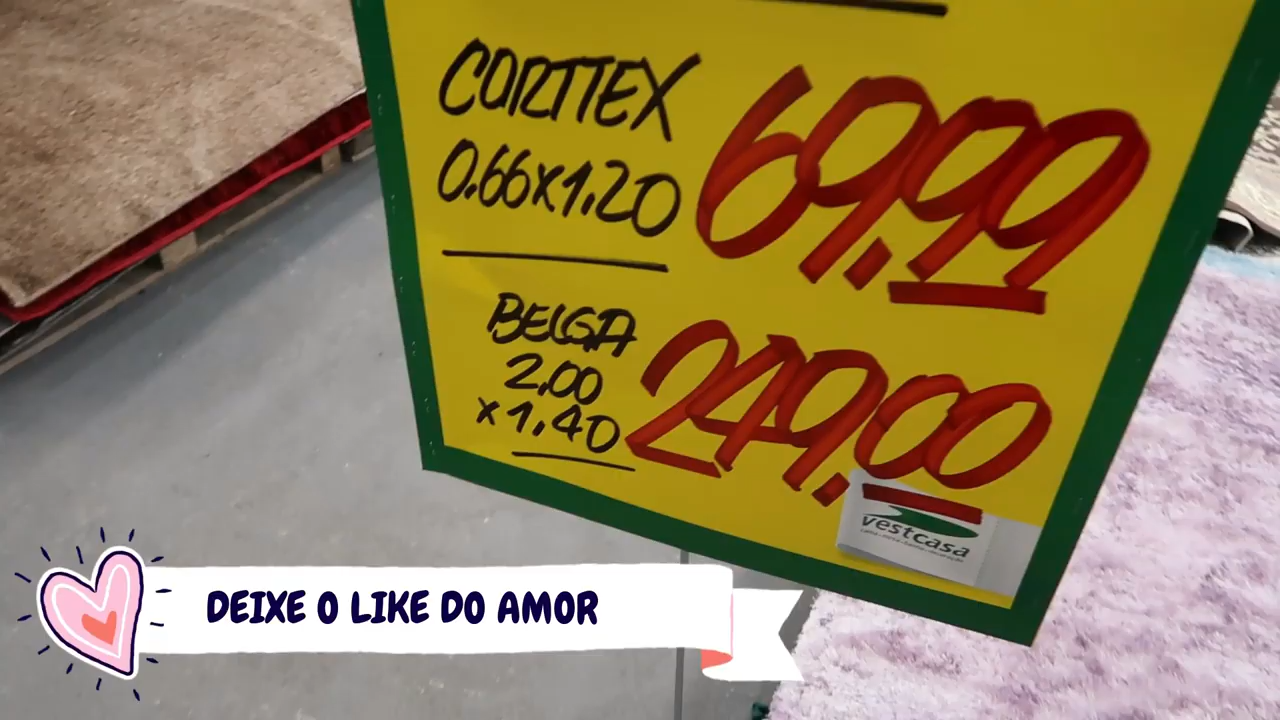 CORTTEX
0.66x1.20
69,99
BELGA
2,00
x1,40
249,00
vestcasa
DEIXE O LIKE DO AMOR